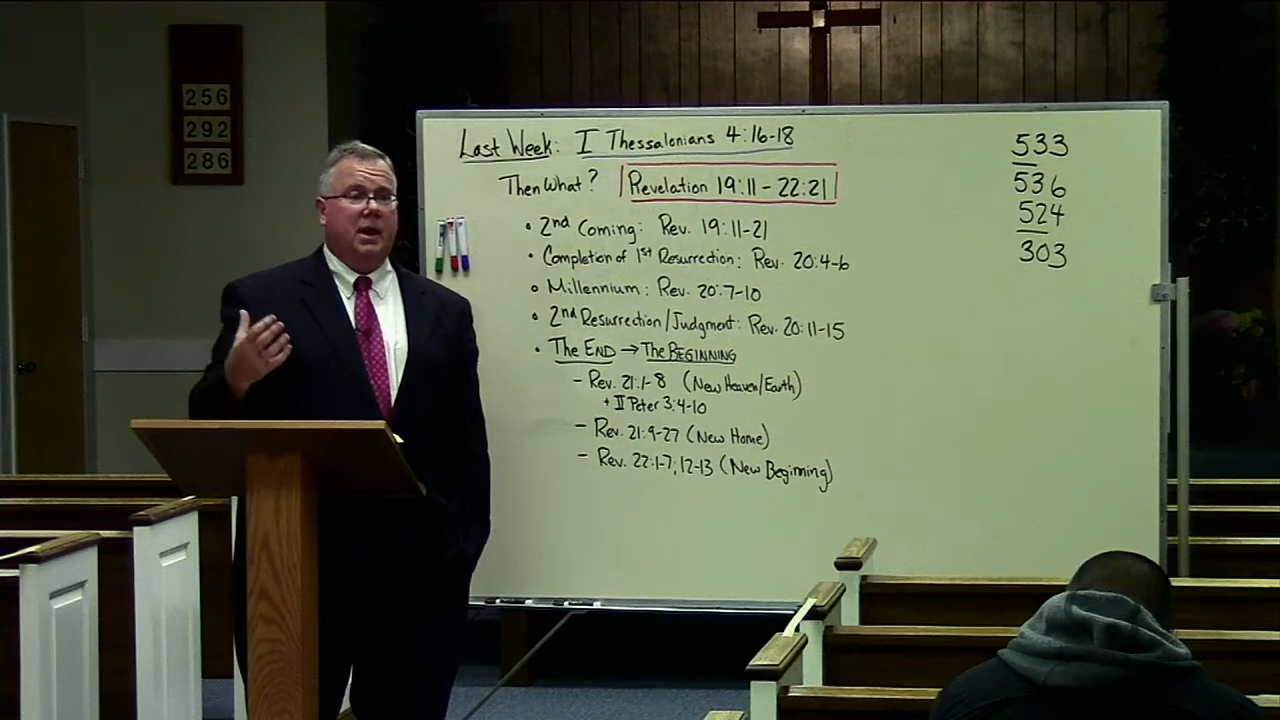 256
292
286
Last Week: I Thessalonians 4:16-18
Then What? Revelation 19:11-22:21
• 2nd Coming: Rev. 19:11-21
• Completion of 1st Resurrection: Rev. 20:4-6
• Millennium: Rev. 20:7-10
• 2nd Resurrection/Judgment: Rev. 20:11-15
• The END → The BEGINNING
- Rev. 21:1-8 (New Heaven/Earth)
+ II Peter 3:4-10
- Rev. 21:9-27 (New Home)
- Rev. 22:1-7; 12-13 (New Beginning)
533
536
524
303